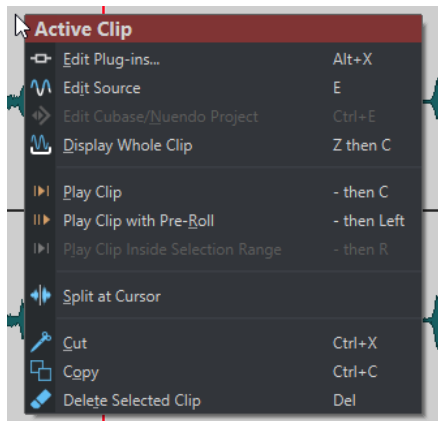 Active Clip
Edit Plug-ins... Alt+X
Edit Source E
Edit Cubase/Nuendo Project Ctrl+E
Display Whole Clip Z then C
Play Clip - then C
Play Clip with Pre-Roll - then Left
Play Clip Inside Selection Range - then R
Split at Cursor
Cut Ctrl+X
Copy Ctrl+C
Delete Selected Clip Del